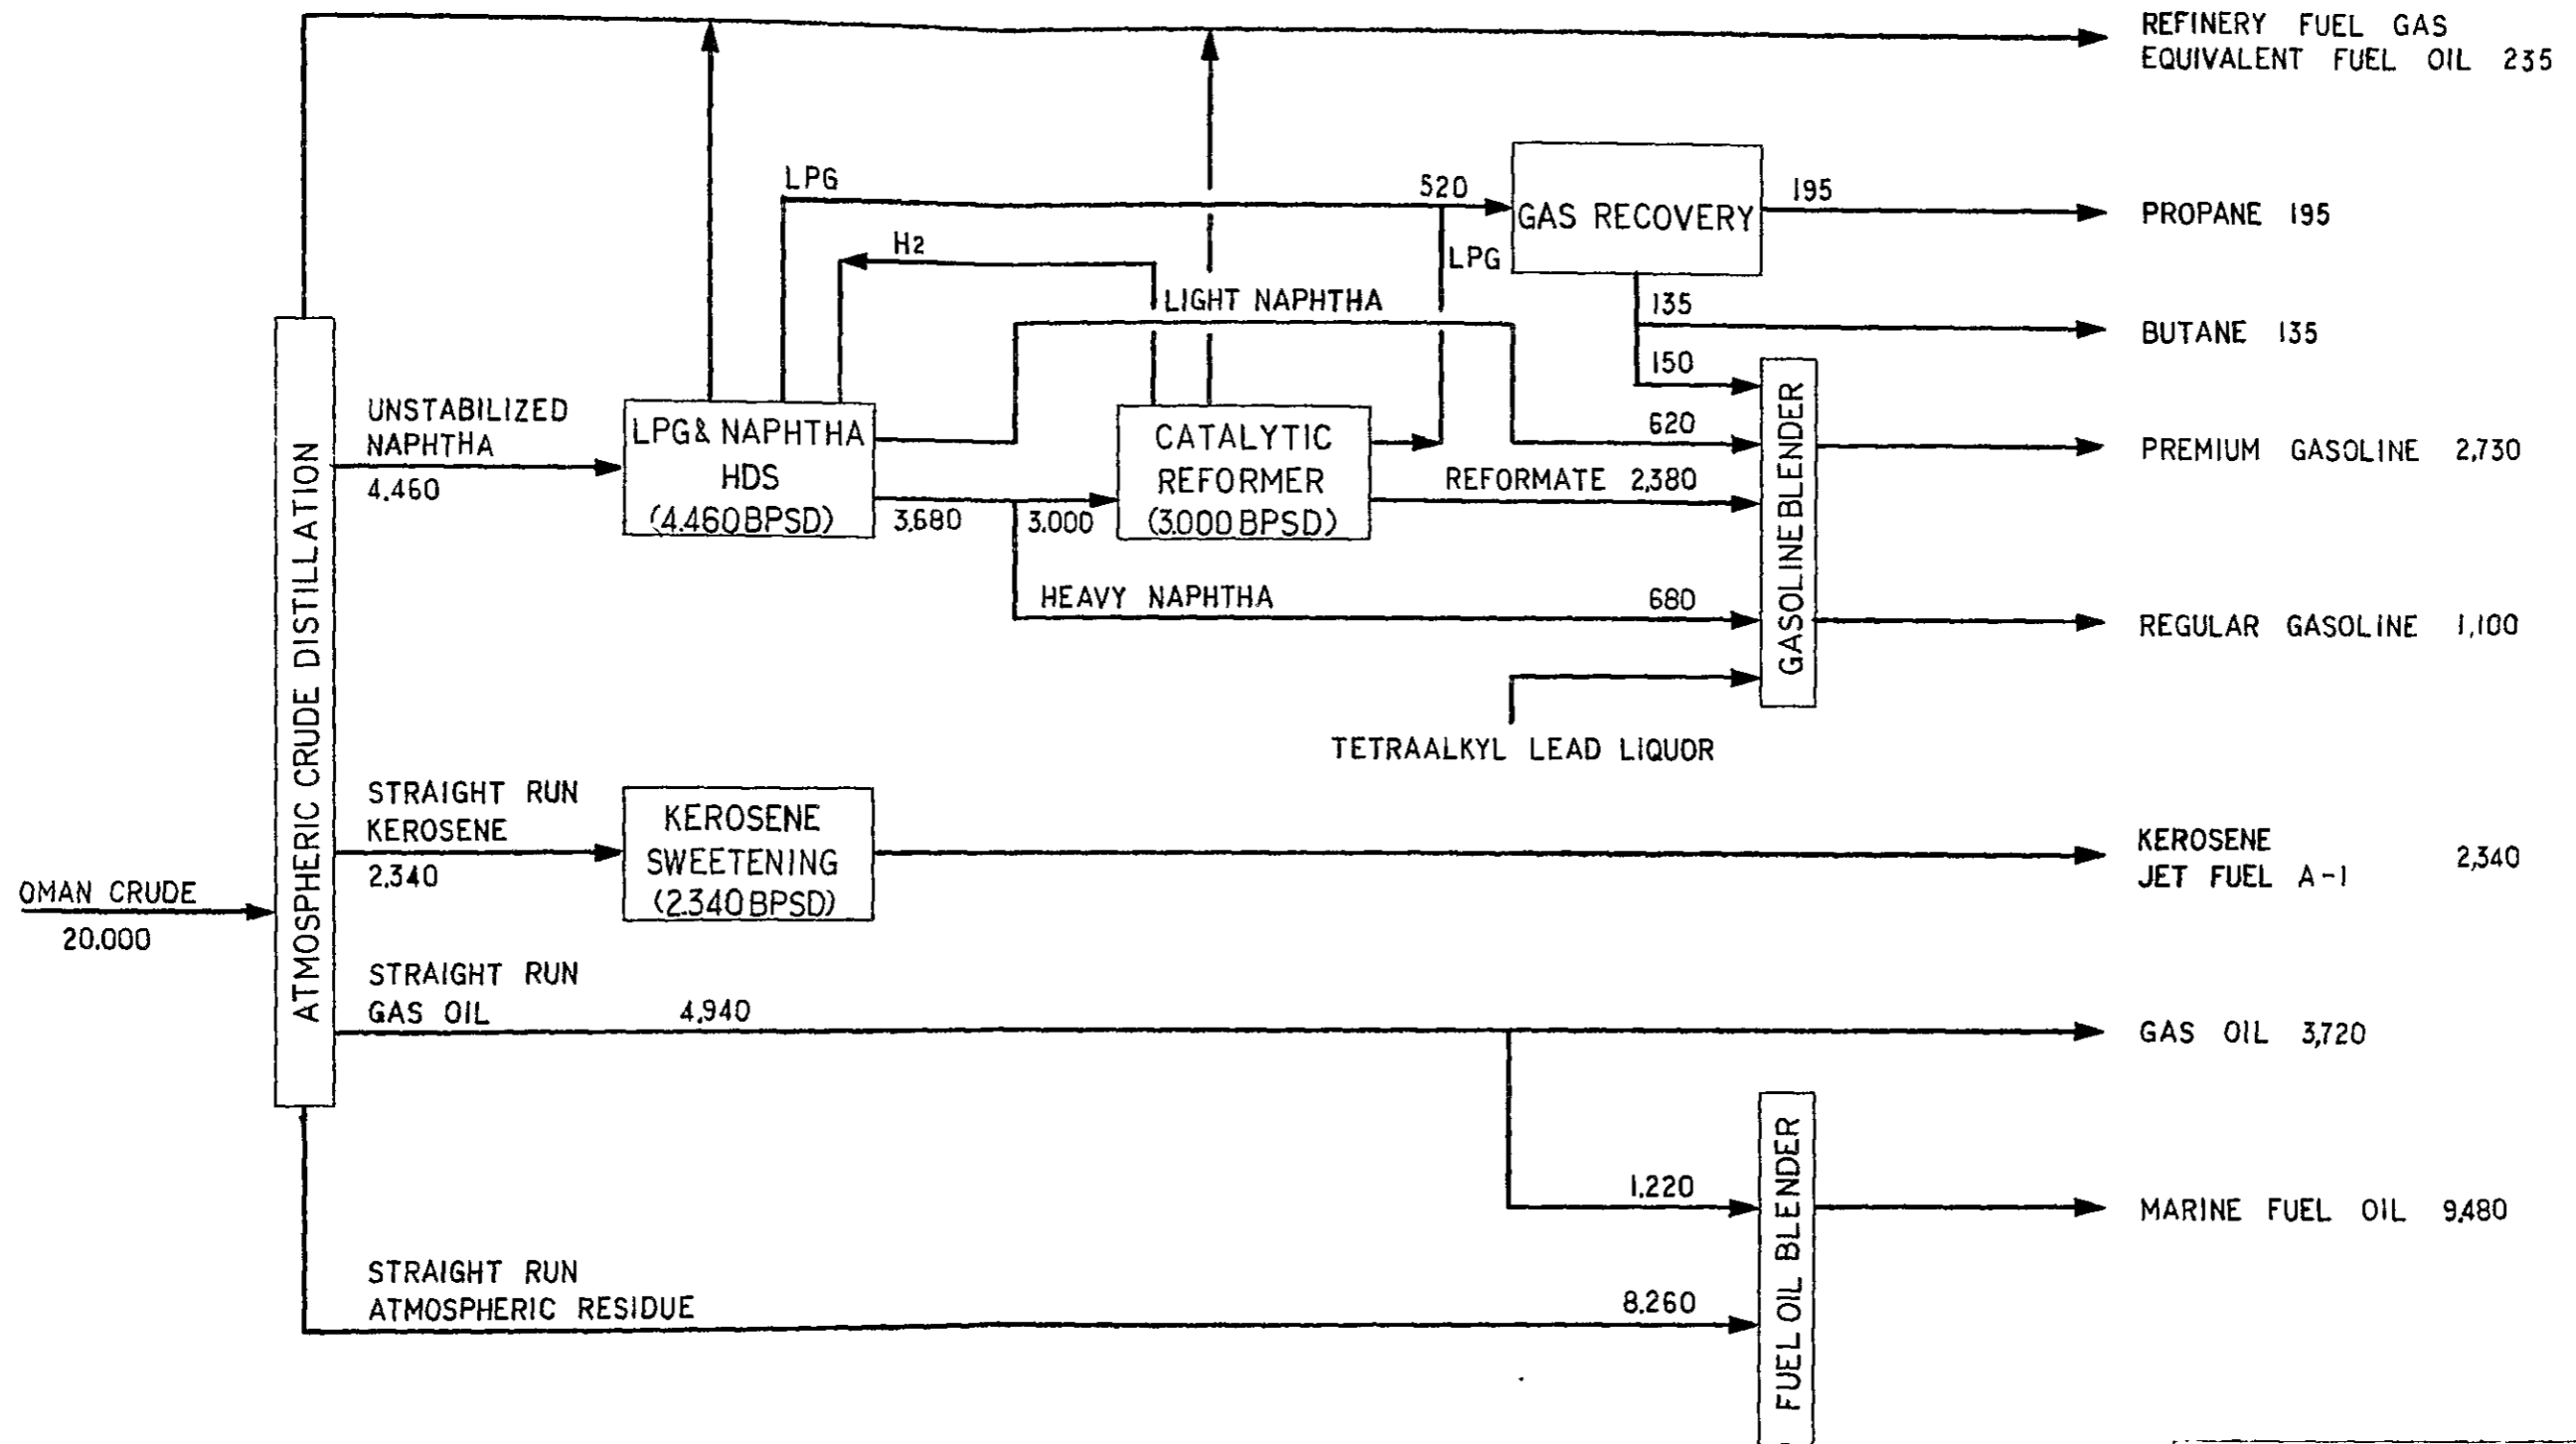 REFINERY FUEL GAS
EQUIVALENT FUEL OIL 235
LPG
520
GAS RECOVERY
195
PROPANE 195
H2
LPG
LIGHT NAPHTHA
135
BUTANE 135
150
UNSTABILIZED
NAPHTHA
4.460
LPG & NAPHTHA
HDS
(4.460 BPSD)
3,680
3.000
CATALYTIC
REFORMER
(3.000 BPSD)
620
REFORMATE 2,380
GASOLINE BLENDER
PREMIUM GASOLINE 2,730
HEAVY NAPHTHA
680
REGULAR GASOLINE 1,100
TETRAALKYL LEAD LIQUOR
ATMOSPHERIC CRUDE DISTILLATION
STRAIGHT RUN
KEROSENE
2.340
KEROSENE
SWEETENING
(2.340 BPSD)
KEROSENE
JET FUEL A-1
2,340
OMAN CRUDE
20.000
STRAIGHT RUN
GAS OIL
4,940
GAS OIL 3,720
1,220
FUEL OIL BLENDER
MARINE FUEL OIL 9,480
STRAIGHT RUN
ATMOSPHERIC RESIDUE
8.260